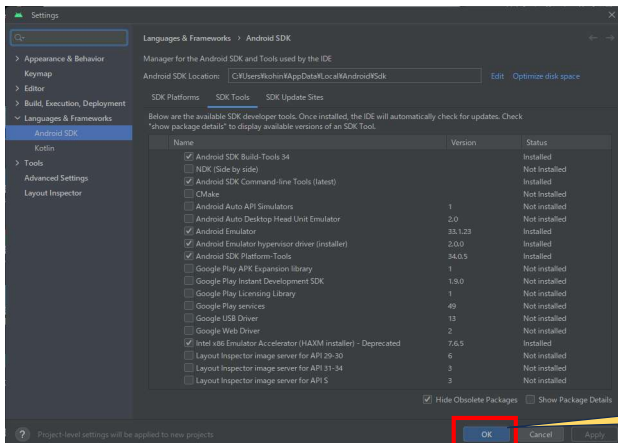 Settings
Languages & Frameworks › Android SDK
Appearance & Behavior
Keymap
Editor
Build, Execution, Deployment
Languages & Frameworks
Android SDK
Kotlin
Tools
Advanced Settings
Layout Inspector
Manager for the Android SDK and Tools used by the IDE
Android SDK Location: C:¥Users¥kohin¥AppData¥Local¥Android¥Sdk Edit Optimize disk space
SDK Platforms SDK Tools SDK Update Sites
Below are the available SDK developer tools. Once installed, the IDE will automatically check for updates. Check
"show package details" to display available versions of an SDK Tool.
Name Version Status
Android SDK Build-Tools 34 Installed
NDK (Side by side) Not Installed
Android SDK Command-line Tools (latest) Installed
CMake Not Installed
Android Auto API Simulators 1 Not installed
Android Auto Desktop Head Unit Emulator 2.0 Not installed
Android Emulator 33.1.23 Installed
Android Emulator hypervisor driver (installer) 2.0.0 Installed
Android SDK Platform-Tools 34.0.5 Installed
Google Play APK Expansion library 1 Not installed
Google Play Instant Development SDK 1.9.0 Not installed
Google Play Licensing Library 1 Not installed
Google Play services 49 Not installed
Google USB Driver 13 Not installed
Google Web Driver 2 Not installed
Intel x86 Emulator Accelerator (HAXM installer) - Deprecated 7.6.5 Installed
Layout Inspector image server for API 29-30 6 Not installed
Layout Inspector image server for API 31-34 3 Not installed
Layout Inspector image server for API S 3 Not installed
Hide Obsolete Packages Show Package Details
? Project-level settings will be applied to new projects
OK Cancel Apply